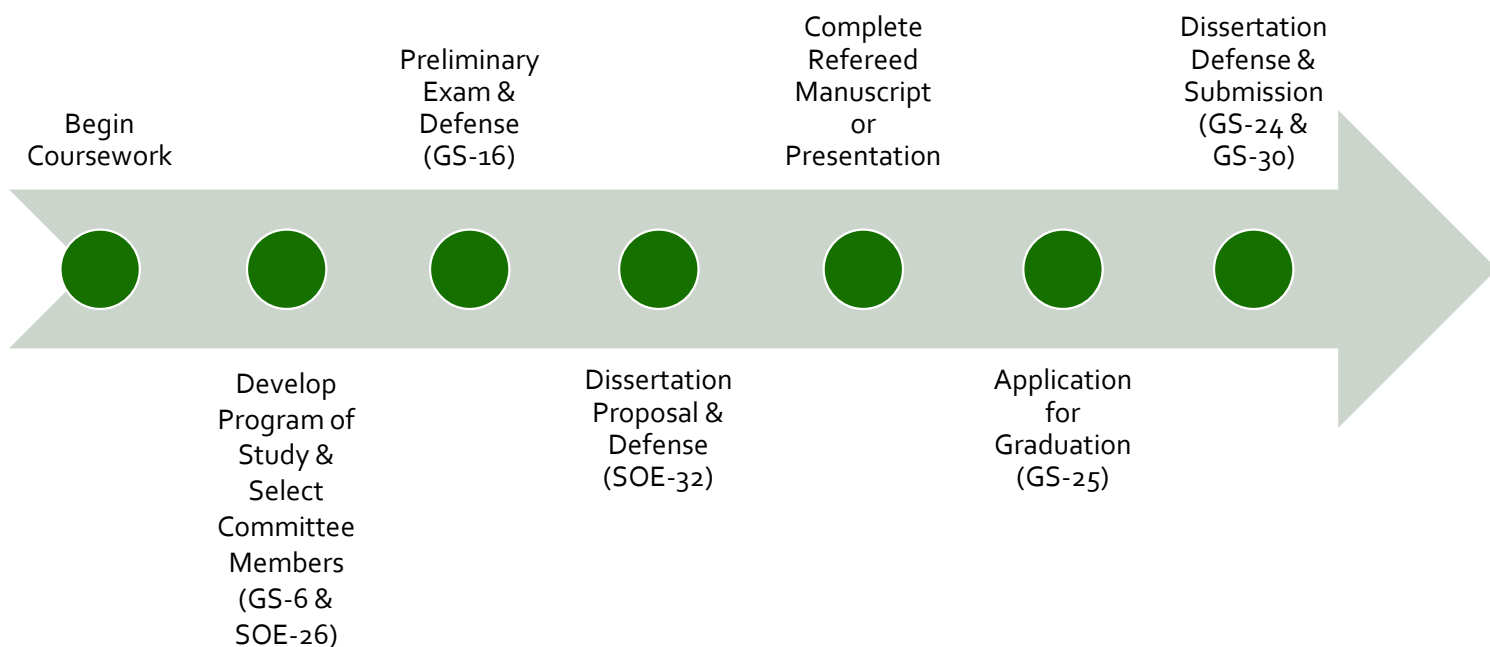 Begin
Coursework
Develop
Program of
Study &
Select
Committee
Members
(GS-6 &
SOE-26)
Preliminary
Exam &
Defense
(GS-16)
Dissertation
Proposal &
Defense
(SOE-32)
Complete
Refereed
Manuscript
or
Presentation
Application
for
Graduation
(GS-25)
Dissertation
Defense &
Submission
(GS-24 &
GS-30)